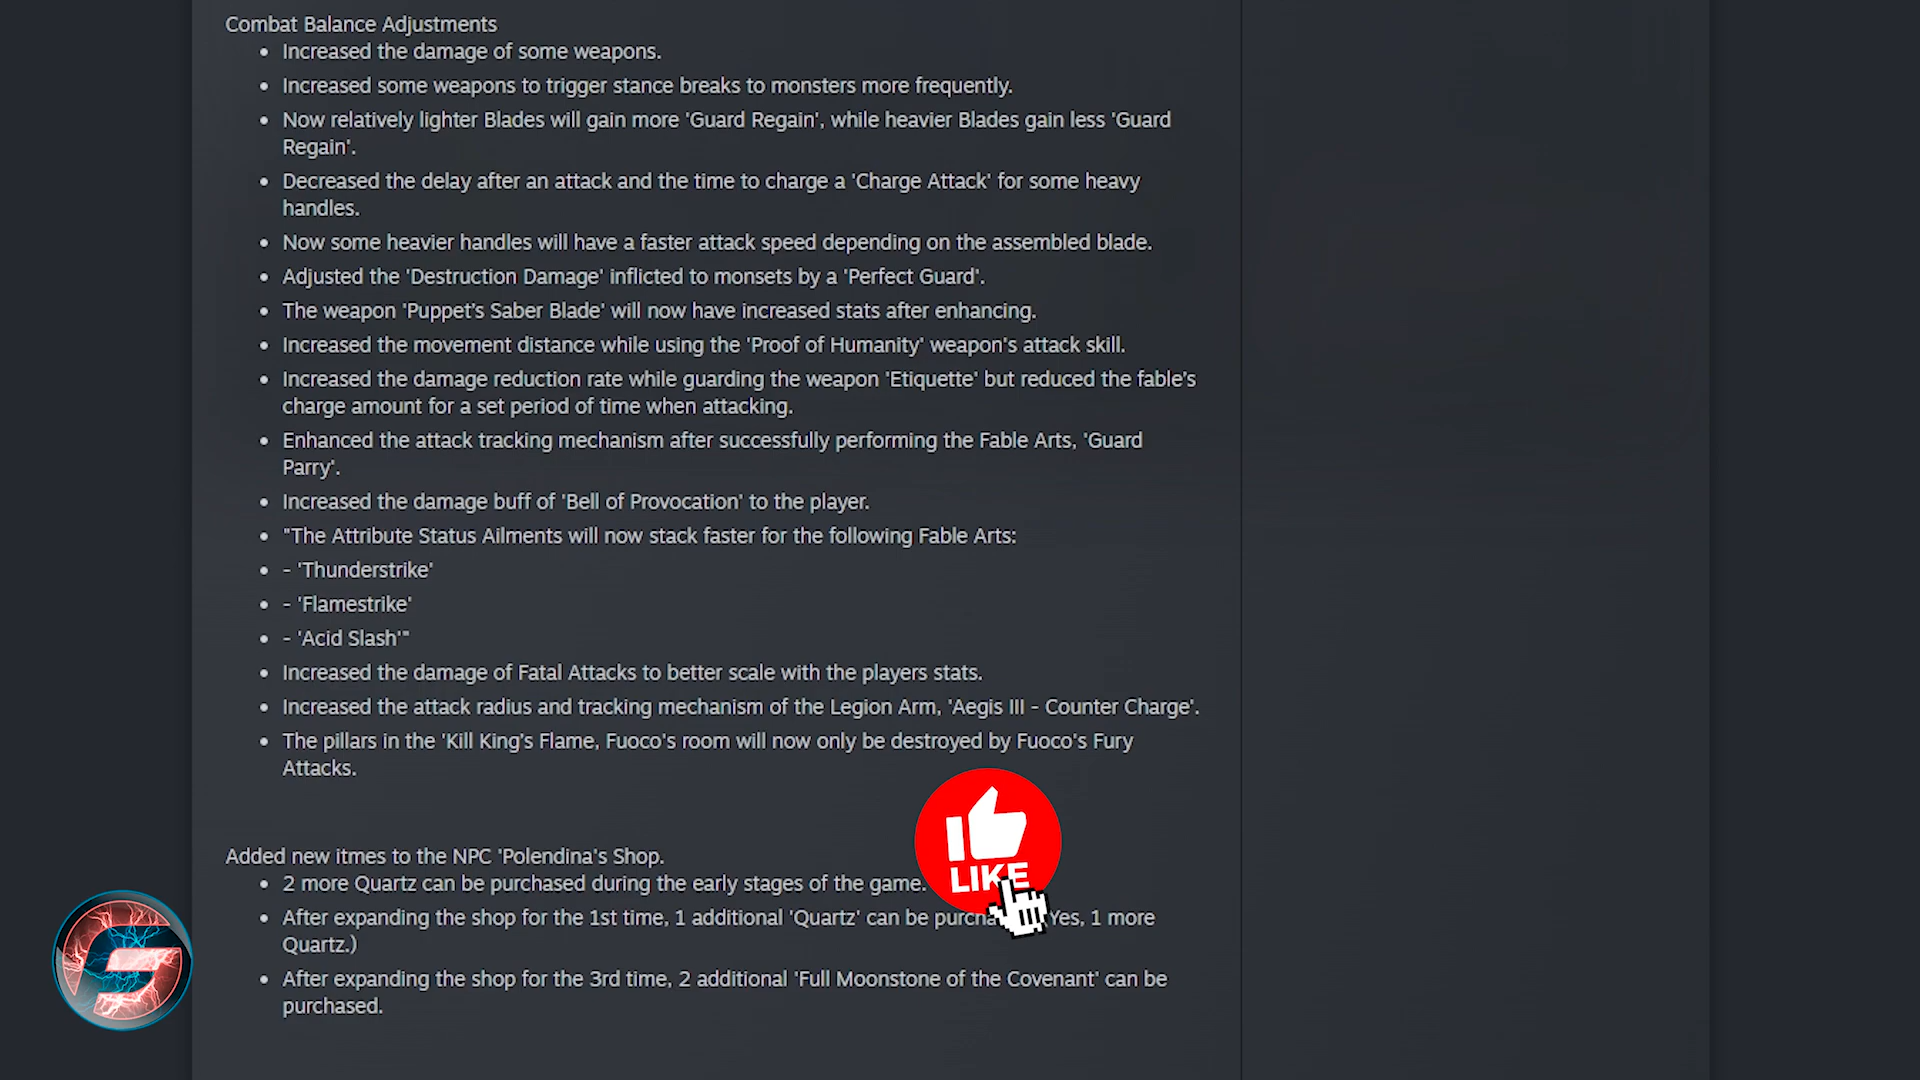 Combat Balance Adjustments
• Increased the damage of some weapons.
• Increased some weapons to trigger stance breaks to monsters more frequently.
• Now relatively lighter Blades will gain more 'Guard Regain', while heavier Blades gain less 'Guard
Regain'.
• Decreased the delay after an attack and the time to charge a 'Charge Attack' for some heavy
handles.
• Now some heavier handles will have a faster attack speed depending on the assembled blade.
• Adjusted the 'Destruction Damage' inflicted to monsets by a 'Perfect Guard'.
• The weapon 'Puppet's Saber Blade' will now have increased stats after enhancing.
• Increased the movement distance while using the 'Proof of Humanity' weapon's attack skill.
• Increased the damage reduction rate while guarding the weapon 'Etiquette' but reduced the fable's
charge amount for a set period of time when attacking.
• Enhanced the attack tracking mechanism after successfully performing the Fable Arts, 'Guard
Parry'.
• Increased the damage buff of 'Bell of Provocation' to the player.
• "The Attribute Status Ailments will now stack faster for the following Fable Arts:
• - 'Thunderstrike'
• - 'Flamestrike'
• - 'Acid Slash'"
• Increased the damage of Fatal Attacks to better scale with the players stats.
• Increased the attack radius and tracking mechanism of the Legion Arm, 'Aegis III - Counter Charge'.
• The pillars in the 'Kill King's Flame, Fuoco's room will now only be destroyed by Fuoco's Fury
Attacks.
Added new itmes to the NPC 'Polendina's Shop.
• 2 more Quartz can be purchased during the early stages of the game.
LIKE
• After expanding the shop for the 1st time, 1 additional 'Quartz' can be Yes, 1 more
Quartz.)
• After expanding the shop for the 3rd time, 2 additional 'Full Moonstone of the Covenant' can be
purchased.